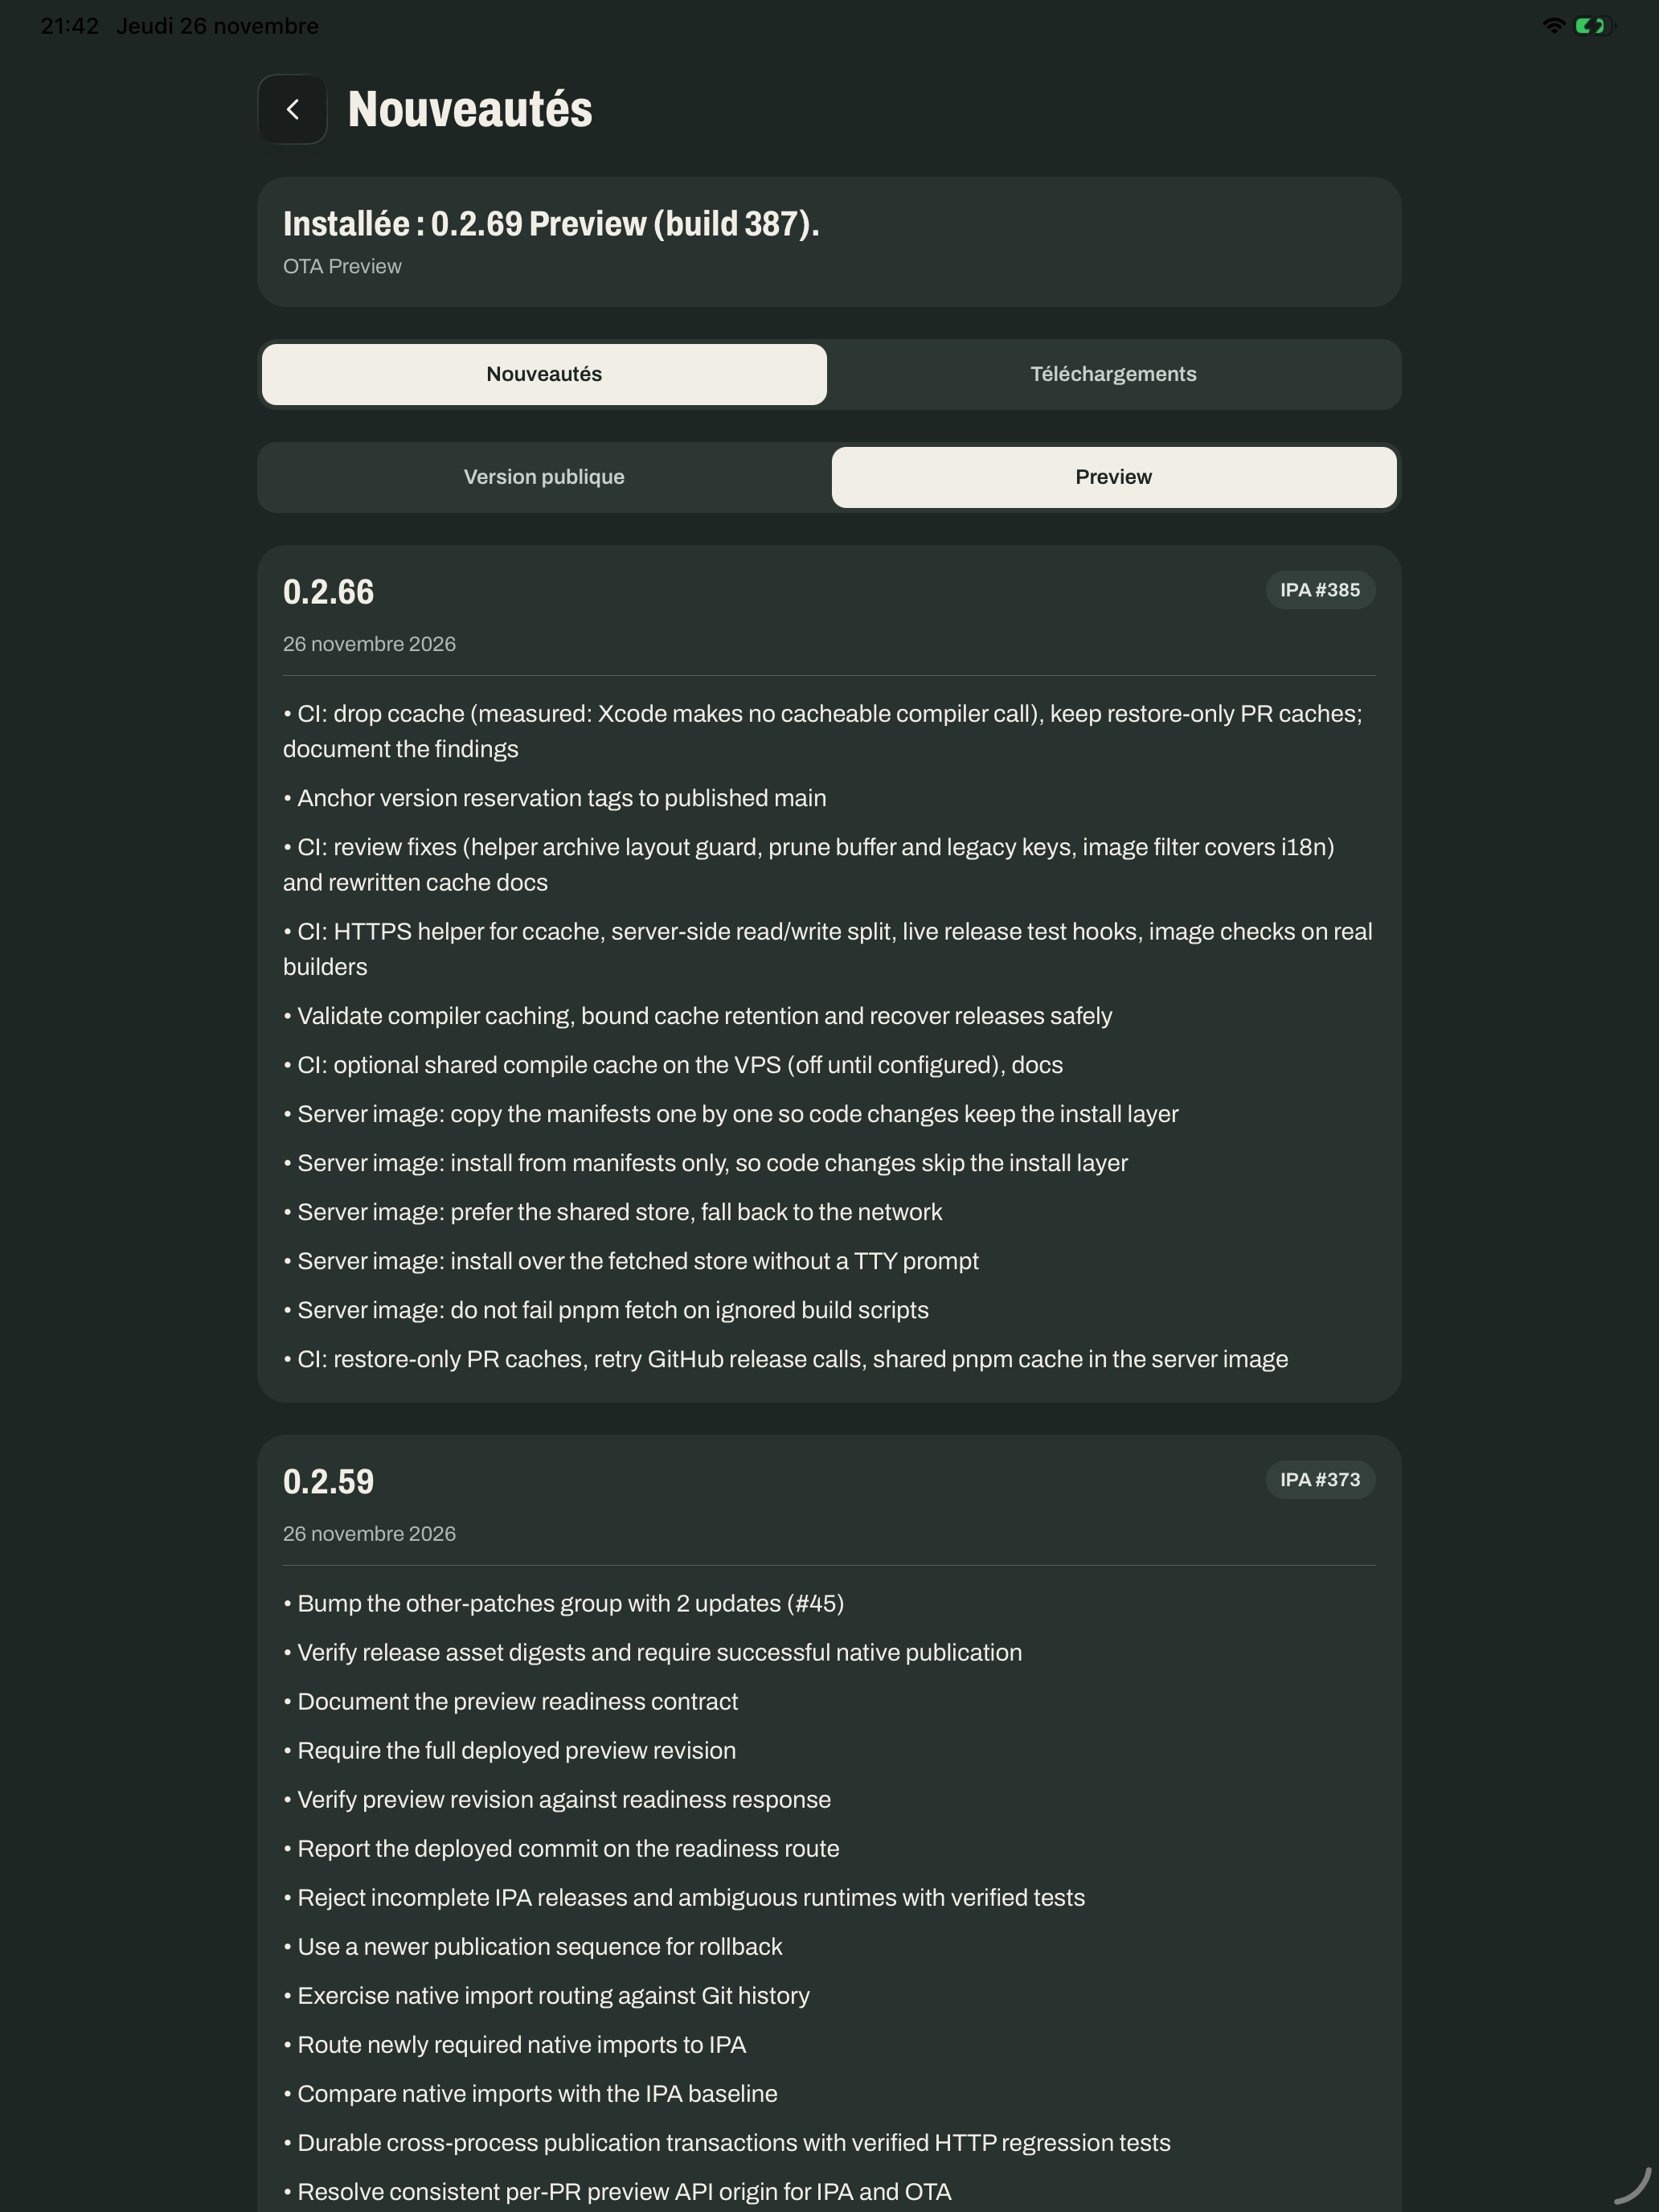 21:42 Jeudi 26 novembre
Nouveautés
Installée : 0.2.69 Preview (build 387).
OTA Preview
Nouveautés
Téléchargements
Version publique
Preview
0.2.66
IPA #385
26 novembre 2026
• CI: drop ccache (measured: Xcode makes no cacheable compiler call), keep restore-only PR caches;
document the findings
• Anchor version reservation tags to published main
• CI: review fixes (helper archive layout guard, prune buffer and legacy keys, image filter covers i18n)
and rewritten cache docs
• CI: HTTPS helper for ccache, server-side read/write split, live release test hooks, image checks on real
builders
• Validate compiler caching, bound cache retention and recover releases safely
• CI: optional shared compile cache on the VPS (off until configured), docs
• Server image: copy the manifests one by one so code changes keep the install layer
• Server image: install from manifests only, so code changes skip the install layer
• Server image: prefer the shared store, fall back to the network
• Server image: install over the fetched store without a TTY prompt
• Server image: do not fail pnpm fetch on ignored build scripts
• CI: restore-only PR caches, retry GitHub release calls, shared pnpm cache in the server image
0.2.59
IPA #373
26 novembre 2026
• Bump the other-patches group with 2 updates (#45)
• Verify release asset digests and require successful native publication
• Document the preview readiness contract
• Require the full deployed preview revision
• Verify preview revision against readiness response
• Report the deployed commit on the readiness route
• Reject incomplete IPA releases and ambiguous runtimes with verified tests
• Use a newer publication sequence for rollback
• Exercise native import routing against Git history
• Route newly required native imports to IPA
• Compare native imports with the IPA baseline
• Durable cross-process publication transactions with verified HTTP regression tests
• Resolve consistent per-PR preview API origin for IPA and OTA